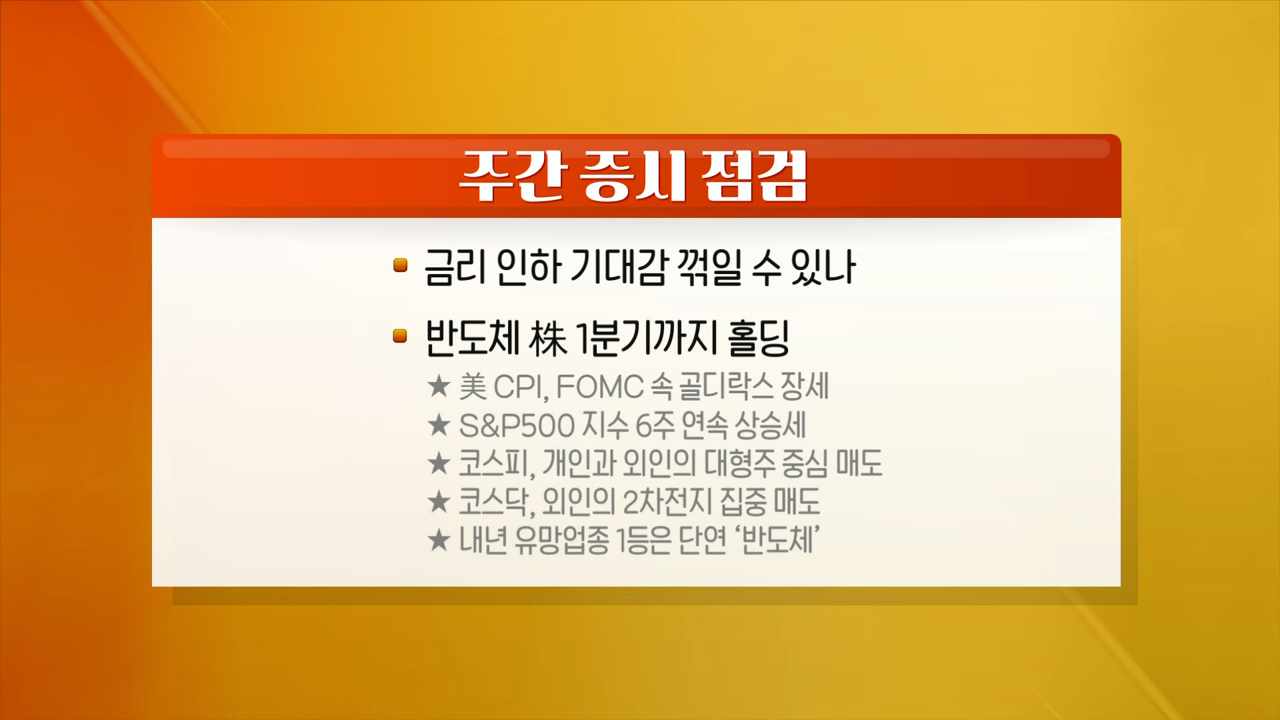 주간 증시 점검
금리 인하 기대감 꺾일 수 있나
반도체 株 1분기까지 홀딩
★ 美 CPI, FOMC 속 골디락스 장세
★ S&P500 지수 6주 연속 상승세
★ 코스피, 개인과 외인의 대형주 중심 매도
★ 코스닥, 외인의 2차전지 집중 매도
★ 내년 유망업종 1등은 단연 ‘반도체’